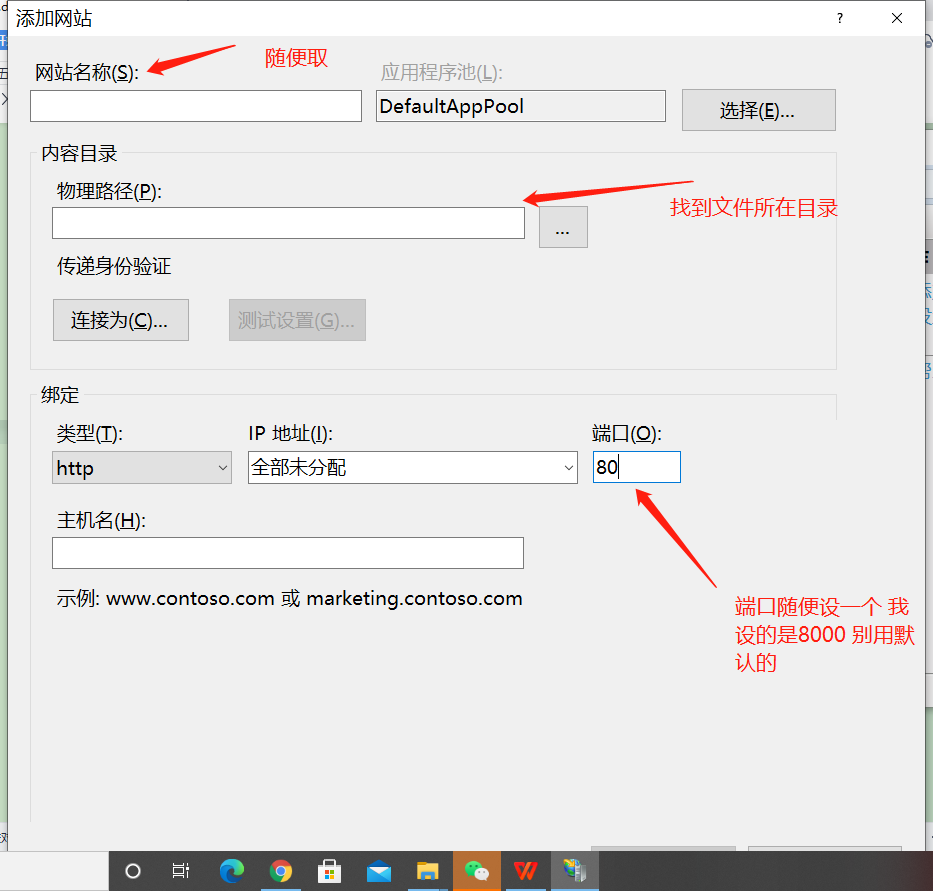 添加网站
?
网站名称(S):
随便取
应用程序池(L):
DefaultAppPool
选择(E)...
内容目录
物理路径(P):
找到文件所在目录
...
传递身份验证
连接为(C)...
测试设置(G)...
绑定
类型(T):
IP 地址(I):
端口(O):
http
全部未分配
80
主机名(H):
示例: www.contoso.com 或 marketing.contoso.com
端口随便设一个 我
设的是8000 别用默
认的